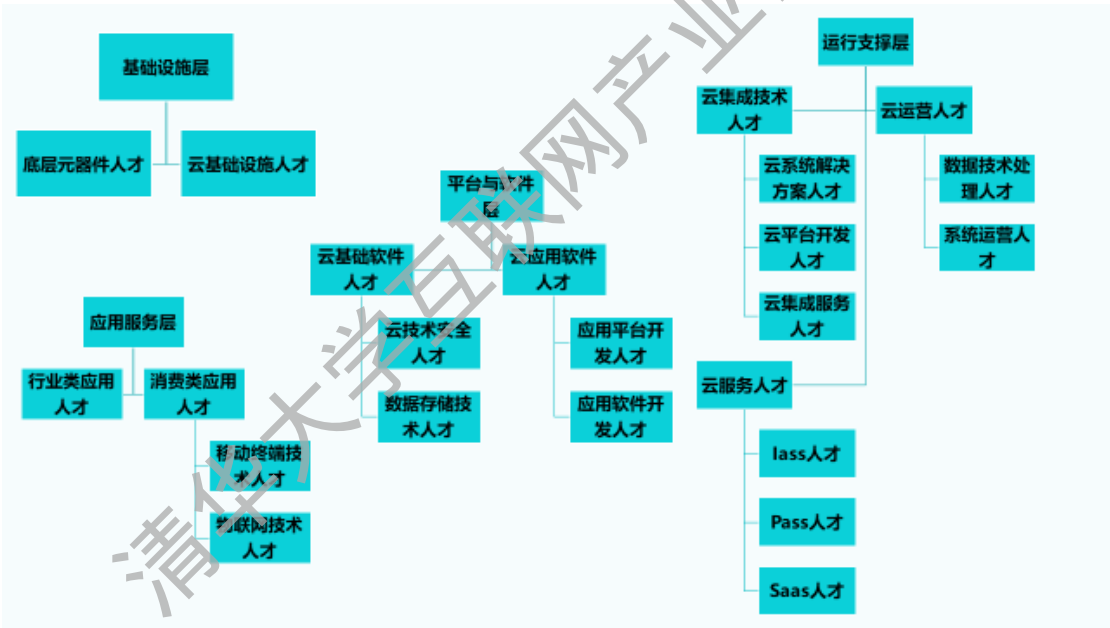 基础设施层
底层元器件人才
云基础设施人才
应用服务层
行业类应用
人才
消费类应用
人才
移动终端技
术人才
物联网技术
人才
平台与软件
层
云基础软件
人才
云技术安全
人才
数据存储技
术人才
云应用软件
人才
应用平台开
发人才
应用软件开
发人才
运行支撑层
云集成技术
人才
云系统解决
方案人才
云平台开发
人才
云集成服务
人才
云运营人才
数据技术处
理人才
系统运营人
才
云服务人才
Iass人才
Pass人才
Saas人才
清华大学互联网产业